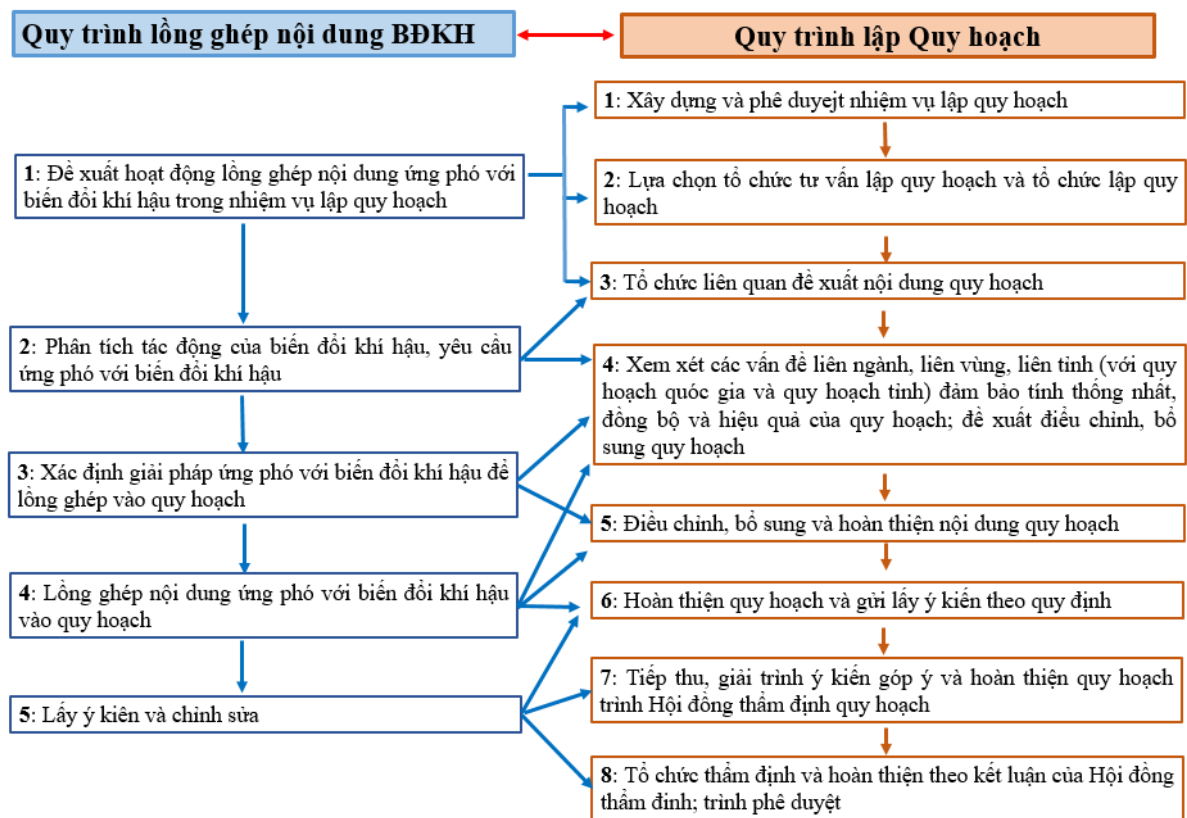 Quy trình lồng ghép nội dung BĐKH
1: Đề xuất hoạt động lồng ghép nội dung ứng phó với
biến đổi khí hậu trong nhiệm vụ lập quy hoạch
2: Phân tích tác động của biến đổi khí hậu, yêu cầu
ứng phó với biến đổi khí hậu
3: Xác định giải pháp ứng phó với biến đổi khí hậu để
lồng ghép vào quy hoạch
4: Lồng ghép nội dung ứng phó với biến đổi khí hậu
vào quy hoạch
5: Lấy ý kiên và chỉnh sửa
Quy trình lập Quy hoạch
1: Xây dựng và phê duyejt nhiệm vụ lập quy hoạch
2: Lựa chọn tổ chức tư vấn lập quy hoạch và tổ chức lập quy
hoạch
3: Tổ chức liên quan đề xuất nội dung quy hoạch
4: Xem xét các vấn đề liên ngành, liên vùng, liên tỉnh (với quy
hoạch quóc gia và quy hoạch tỉnh) đảm bảo tính thống nhất,
đồng bộ và hiệu quả của quy hoạch; đề xuất điều chỉnh, bổ
sung quy hoạch
5: Điều chỉnh, bổ sung và hoàn thiện nội dung quy hoạch
6: Hoàn thiện quy hoạch và gửi lấy ý kiến theo quy định
7: Tiếp thu, giải trình ý kiến góp ý và hoàn thiện quy hoạch
trình Hội đồng thẩm định quy hoạch
8: Tổ chức thẩm định và hoàn thiện theo kết luận của Hội đồng
thẩm đinh; trình phê duyệt